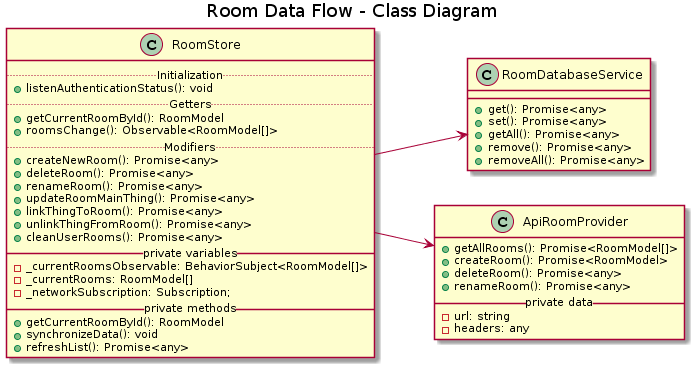 Room Data Flow - Class Diagram
C RoomStore
Initialization
listenAuthenticationStatus(): void
Getters
getCurrentRoomById(): RoomModel
roomsChange(): Observable<RoomModel[]>
Modifiers
createNewRoom(): Promise<any>
deleteRoom(): Promise<any>
renameRoom(): Promise<any>
updateRoomMainThing(): Promise<any>
linkThingToRoom(): Promise<any>
unlinkThingFromRoom(): Promise<any>
cleanUserRooms(): Promise<any>
private variables
_currentRoomsObservable: BehaviorSubject<RoomModel[]>
_currentRooms: RoomModel[]
_networkSubscription: Subscription;
private methods
getCurrentRoomById(): RoomModel
synchronizeData(): void
refreshList(): Promise<any>
C RoomDatabaseService
get(): Promise<any>
set(): Promise<any>
getAll(): Promise<any>
remove(): Promise<any>
removeAll(): Promise<any>
C ApiRoomProvider
getAllRooms(): Promise<RoomModel[]>
createRoom(): Promise<RoomModel>
deleteRoom(): Promise<any>
renameRoom(): Promise<any>
private data
url: string
headers: any